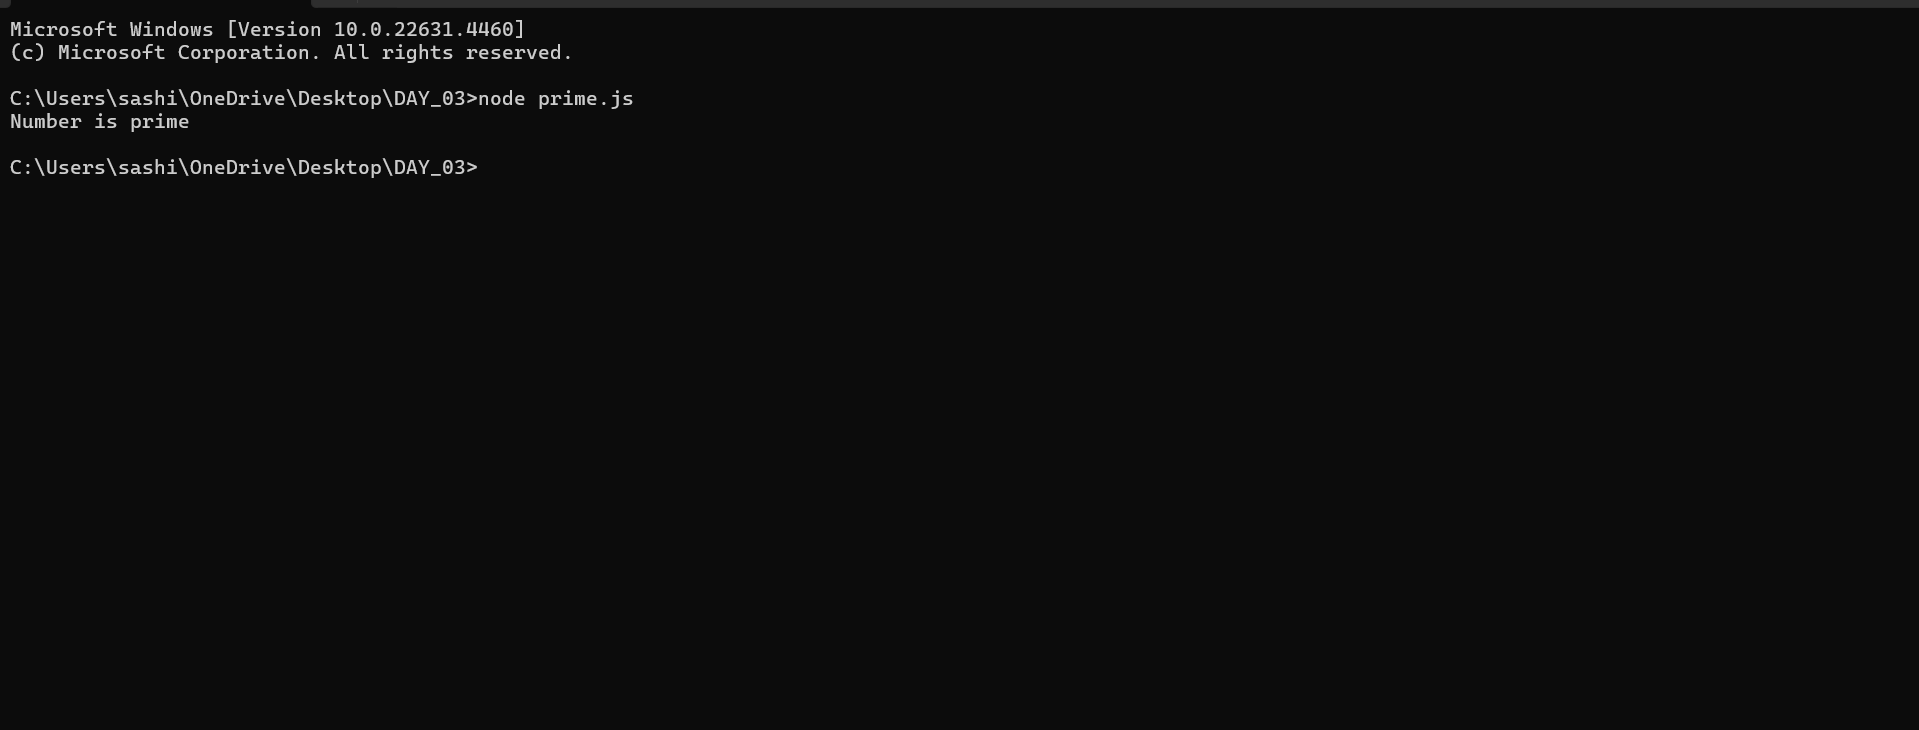 Microsoft Windows [Version 10.0.22631.4460]
(c) Microsoft Corporation. All rights reserved.
C:\Users\sashi\OneDrive\Desktop\DAY_03>node prime.js
Number is prime
C:\Users\sashi\OneDrive\Desktop\DAY_03>